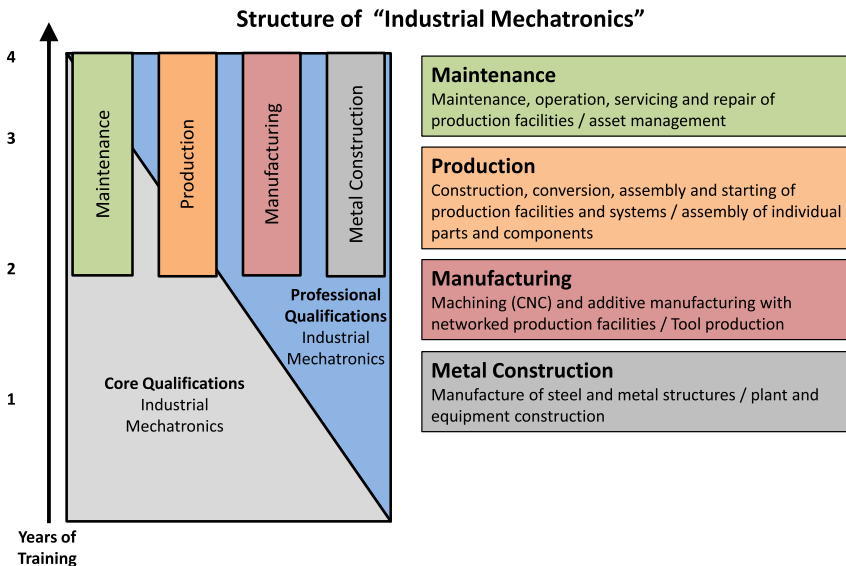 Structure of “Industrial Mechatronics”
4
3
2
1
Years of
Training
Maintenance
Production
Manufacturing
Metal Construction
Professional
Qualifications
Industrial
Mechatronics
Core Qualifications
Industrial
Mechatronics
Maintenance
Maintenance, operation, servicing and repair of
production facilities / asset management
Production
Construction, conversion, assembly and starting of
production facilities and systems / assembly of individual
parts and components
Manufacturing
Machining (CNC) and additive manufacturing with
networked production facilities / Tool production
Metal Construction
Manufacture of steel and metal structures / plant and
equipment construction